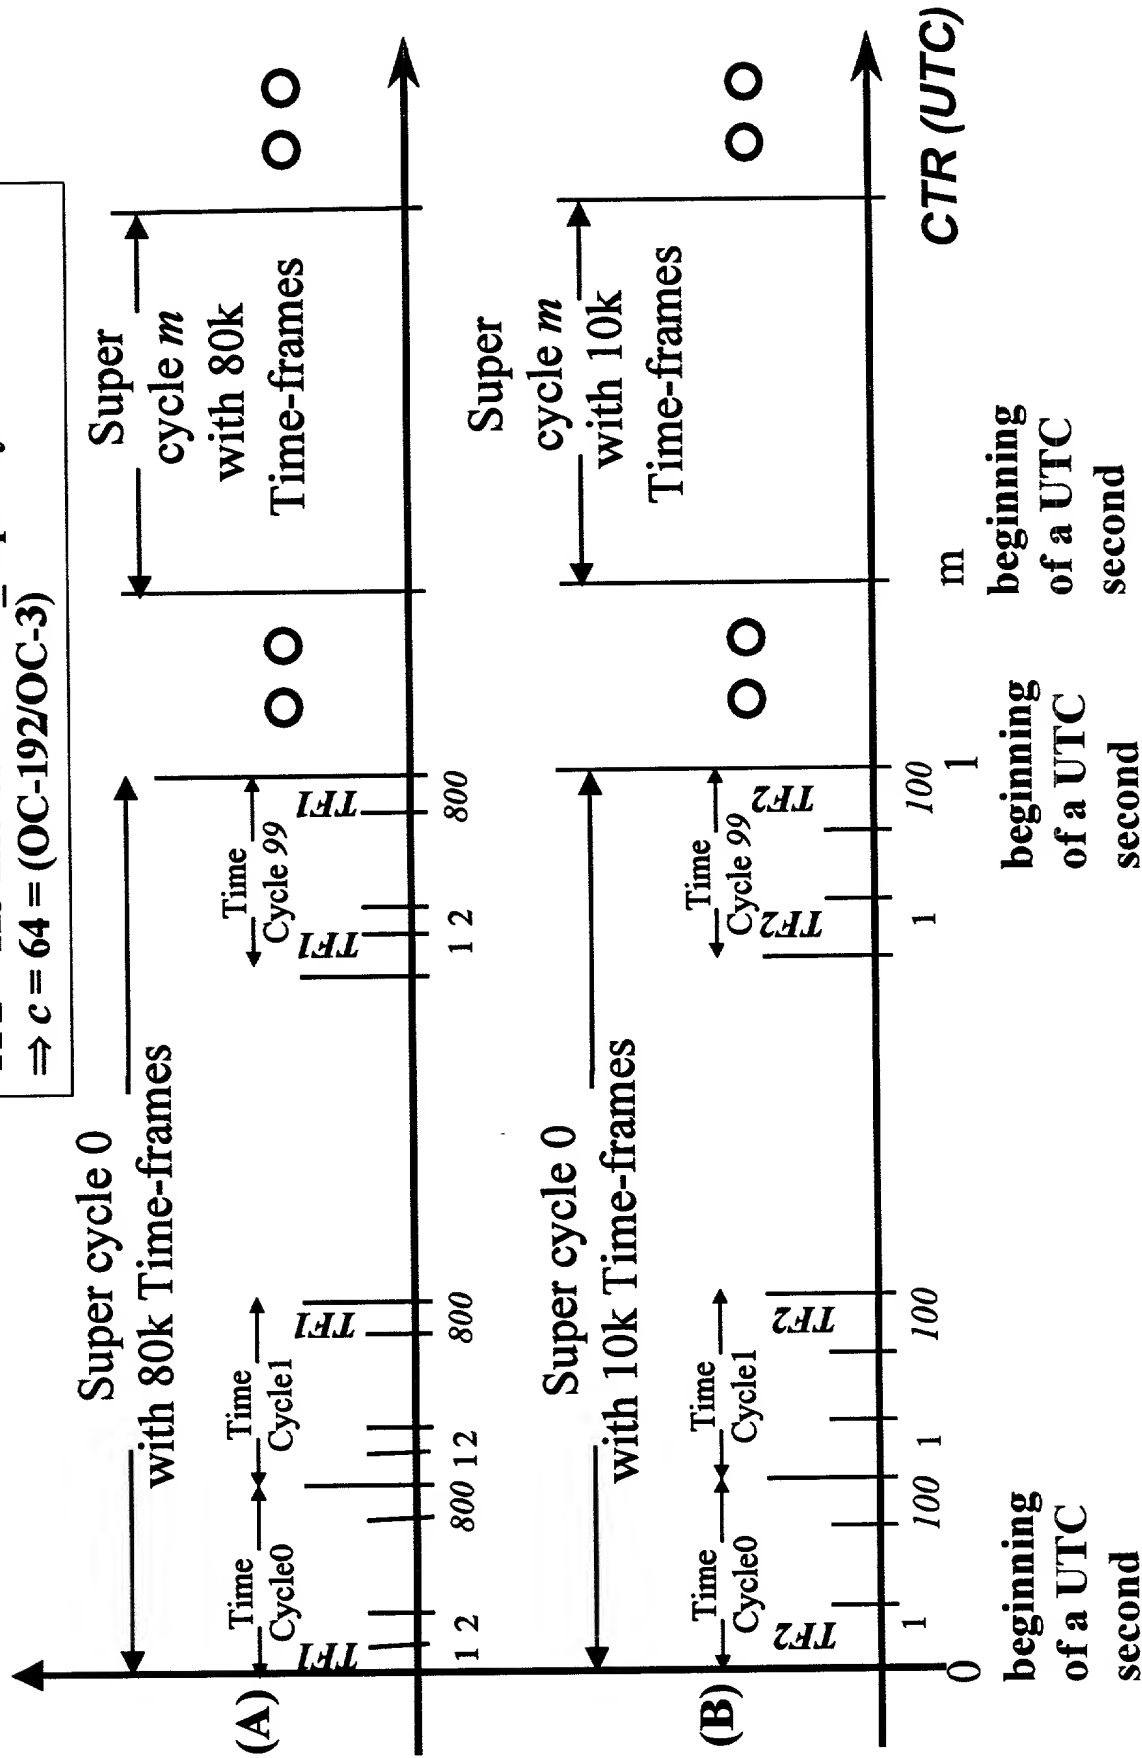 ⇒ c = 64 = (OC-192/OC-3)
Super cycle 0
with 80k Time-frames
Super
cycle m
with 80k
Time-frames
(A)
Time
Cycle0
Time
Cycle1
Time
Cycle 99
TF1
TF1
TF1
TF1
1 2
800
1 2
800
1 2
800
Super cycle 0
with 10k Time-frames
Super
cycle m
with 10k
Time-frames
(B)
Time
Cycle0
Time
Cycle1
Time
Cycle 99
TF2
TF2
TF2
TF2
1
100
1
100
1
100
0
1
m
CTR (UTC)
beginning
of a UTC
second
beginning
of a UTC
second
beginning
of a UTC
second